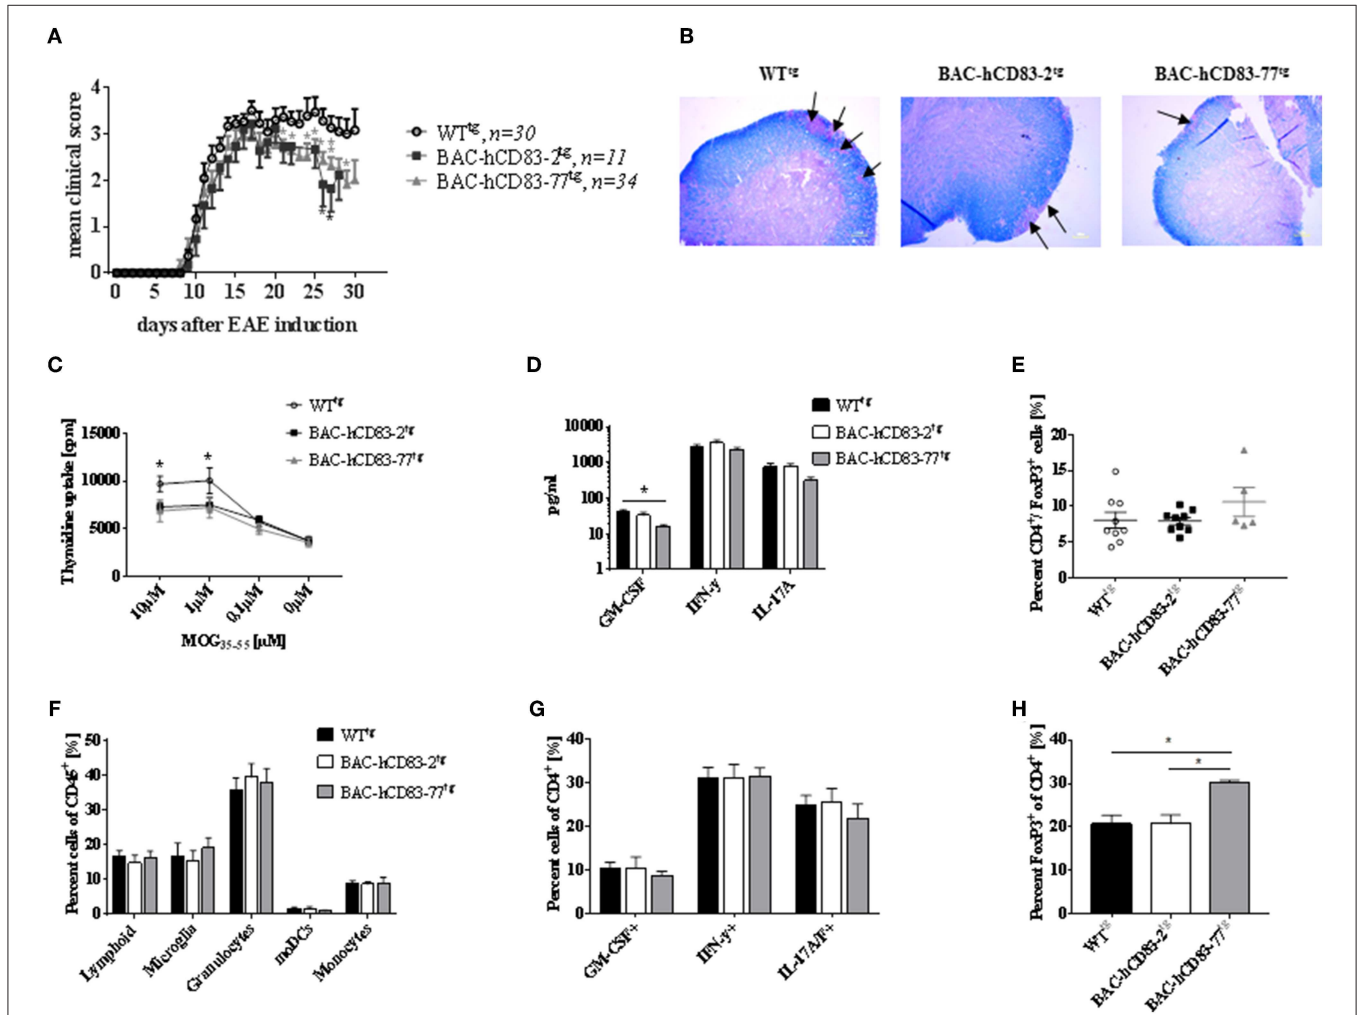 A
mean clinical score
4
3
2
1
0
0 5 10 15 20 25 30
days after EAE induction
WTtg, n=30
BAC-hCD83-2tg, n=11
BAC-hCD83-77tg, n=34
B
WTtg
BAC-hCD83-2tg
BAC-hCD83-77tg
C
WTtg
BAC-hCD83-2tg
BAC-hCD83-77tg
Thymidine uptake [cpm]
15000
10000
5000
0
* *
10µM 1µM 0,1µM 0µM
MOG35-55 [µM]
D
WTtg
BAC-hCD83-2tg
BAC-hCD83-77tg
pg/ml
10000
1000
100
10
1
*
GM-CSF IFN-y IL-17A
E
Percent CD4+/ FoxP3+ cells [%]
20
15
10
5
0
WTtg BAC-hCD83-2tg BAC-hCD83-77tg
F
WTtg
BAC-hCD83-2tg
BAC-hCD83-77tg
Percent cells of CD45+ [%]
50
40
30
20
10
0
Lymphoid Microglia Granulocytes moDCs Monocytes
G
Percent cells of CD4+ [%]
40
30
20
10
0
GM-CSF+ IFN-y+ IL-17A/F+
H
Percent FoxP3+ of CD4+ [%]
40
30
20
10
0
*
*
WTtg BAC-hCD83-2tg BAC-hCD83-77tg